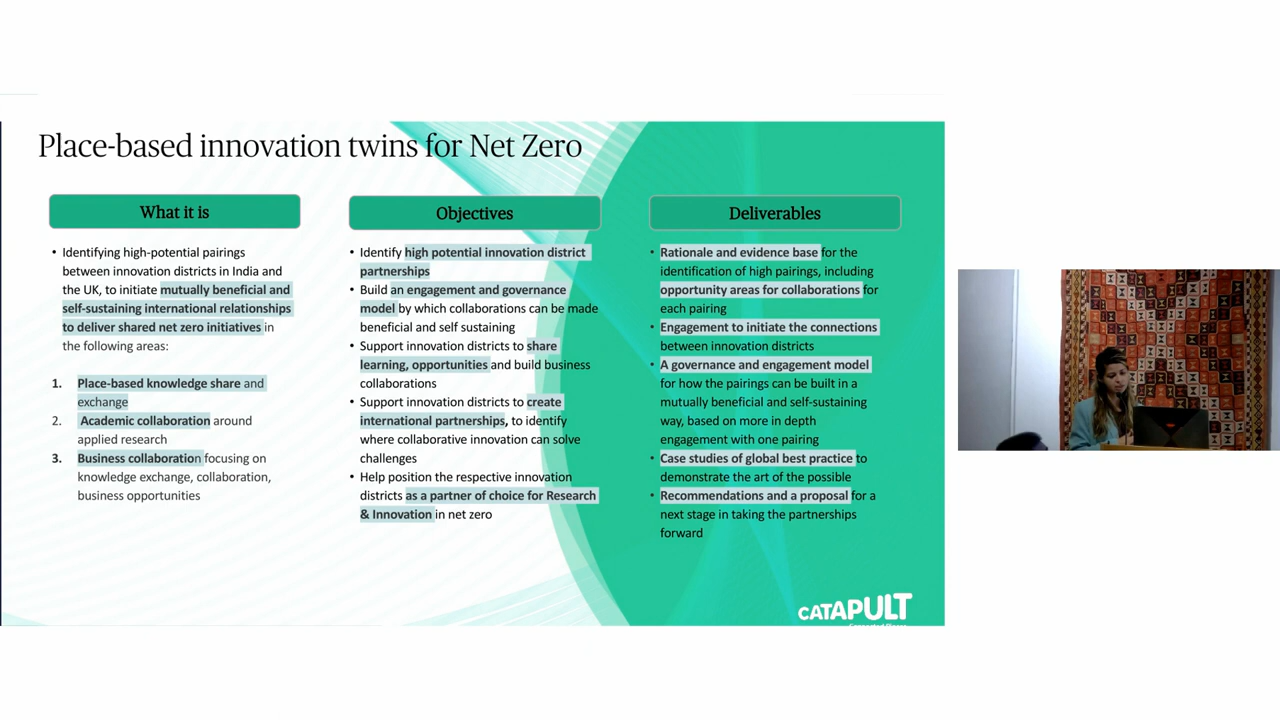 Place-based innovation twins for Net Zero
What it is
• Identifying high-potential pairings
between innovation districts in India and
the UK, to initiate mutually beneficial and
self-sustaining international relationships
to deliver shared net zero initiatives in
the following areas:
1. Place-based knowledge share and
exchange
2. Academic collaboration around
applied research
3. Business collaboration focusing on
knowledge exchange, collaboration,
business opportunities
Objectives
• Identify high potential innovation district
partnerships
• Build an engagement and governance
model by which collaborations can be made
beneficial and self sustaining
• Support innovation districts to share
learning, opportunities and build business
collaborations
• Support innovation districts to create
international partnerships, to identify
where collaborative innovation can solve
challenges
• Help position the respective innovation
districts as a partner of choice for Research
& Innovation in net zero
Deliverables
• Rationale and evidence base for the
identification of high pairings, including
opportunity areas for collaborations for
each pairing
• Engagement to initiate the connections
between innovation districts
• A governance and engagement model
for how the pairings can be built in a
mutually beneficial and self-sustaining
way, based on more in depth
engagement with one pairing
• Case studies of global best practice to
demonstrate the art of the possible
• Recommendations and a proposal for a
next stage in taking the partnerships
forward
CATAPULT